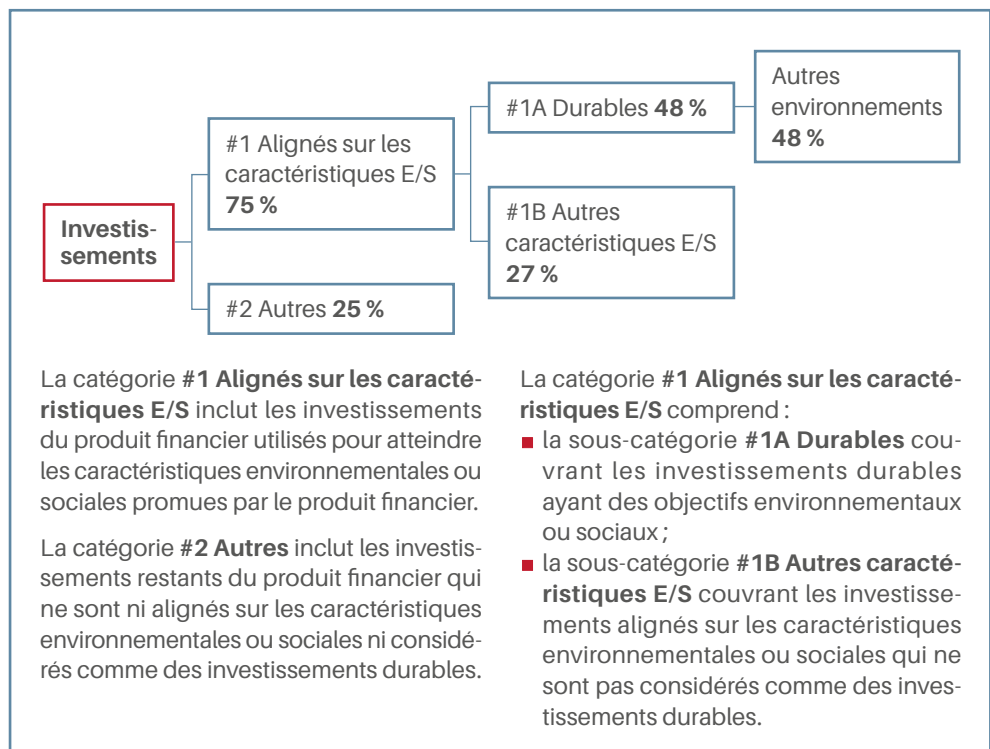 Investis-
sements
#1 Alignés sur les
caractéristiques E/S
75 %
#2 Autres 25 %
#1A Durables 48 %
#1B Autres
caractéristiques E/S
27 %
Autres
environnements
48 %
La catégorie #1 Alignés sur les caracté-
ristiques E/S inclut les investissements
du produit financier utilisés pour atteindre
les caractéristiques environnementales ou
sociales promues par le produit financier.
La catégorie #2 Autres inclut les investis-
sements restants du produit financier qui
ne sont ni alignés sur les caractéristiques
environnementales ou sociales ni considé-
rés comme des investissements durables.
La catégorie #1 Alignés sur les caracté-
ristiques E/S comprend :
la sous-catégorie #1A Durables cou-
vrant les investissements durables
ayant des objectifs environnementaux
ou sociaux ;
la sous-catégorie #1B Autres caracté-
ristiques E/S couvrant les investisse-
ments alignés sur les caractéristiques
environnementales ou sociales qui ne
sont pas considérés comme des inves-
tissements durables.